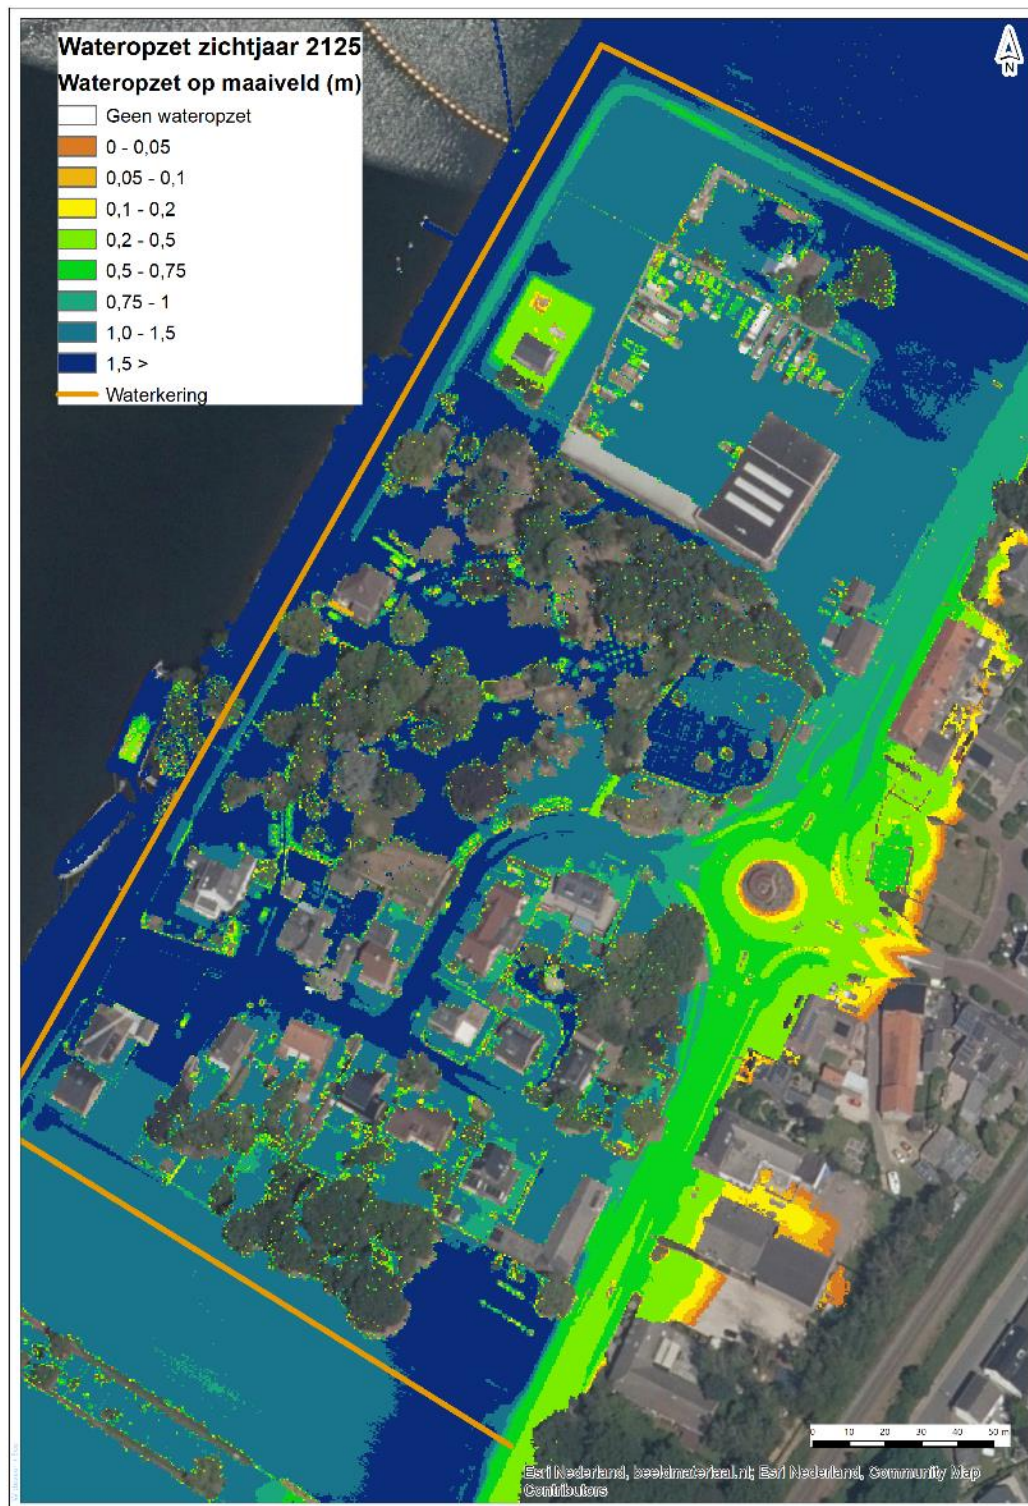 Wateropzet zichtjaar 2125
Wateropzet op maaiveld (m)
Geen wateropzet
0 - 0,05
0,05 - 0,1
0,1 - 0,2
0,2 - 0,5
0,5 - 0,75
0,75 - 1
1,0 - 1,5
1,5 >
Waterkering
N
0 10 20 30 40 50 m
Esri Nederland, beeldmateriaal.nl; Esri Nederland, Community Map
Contributors